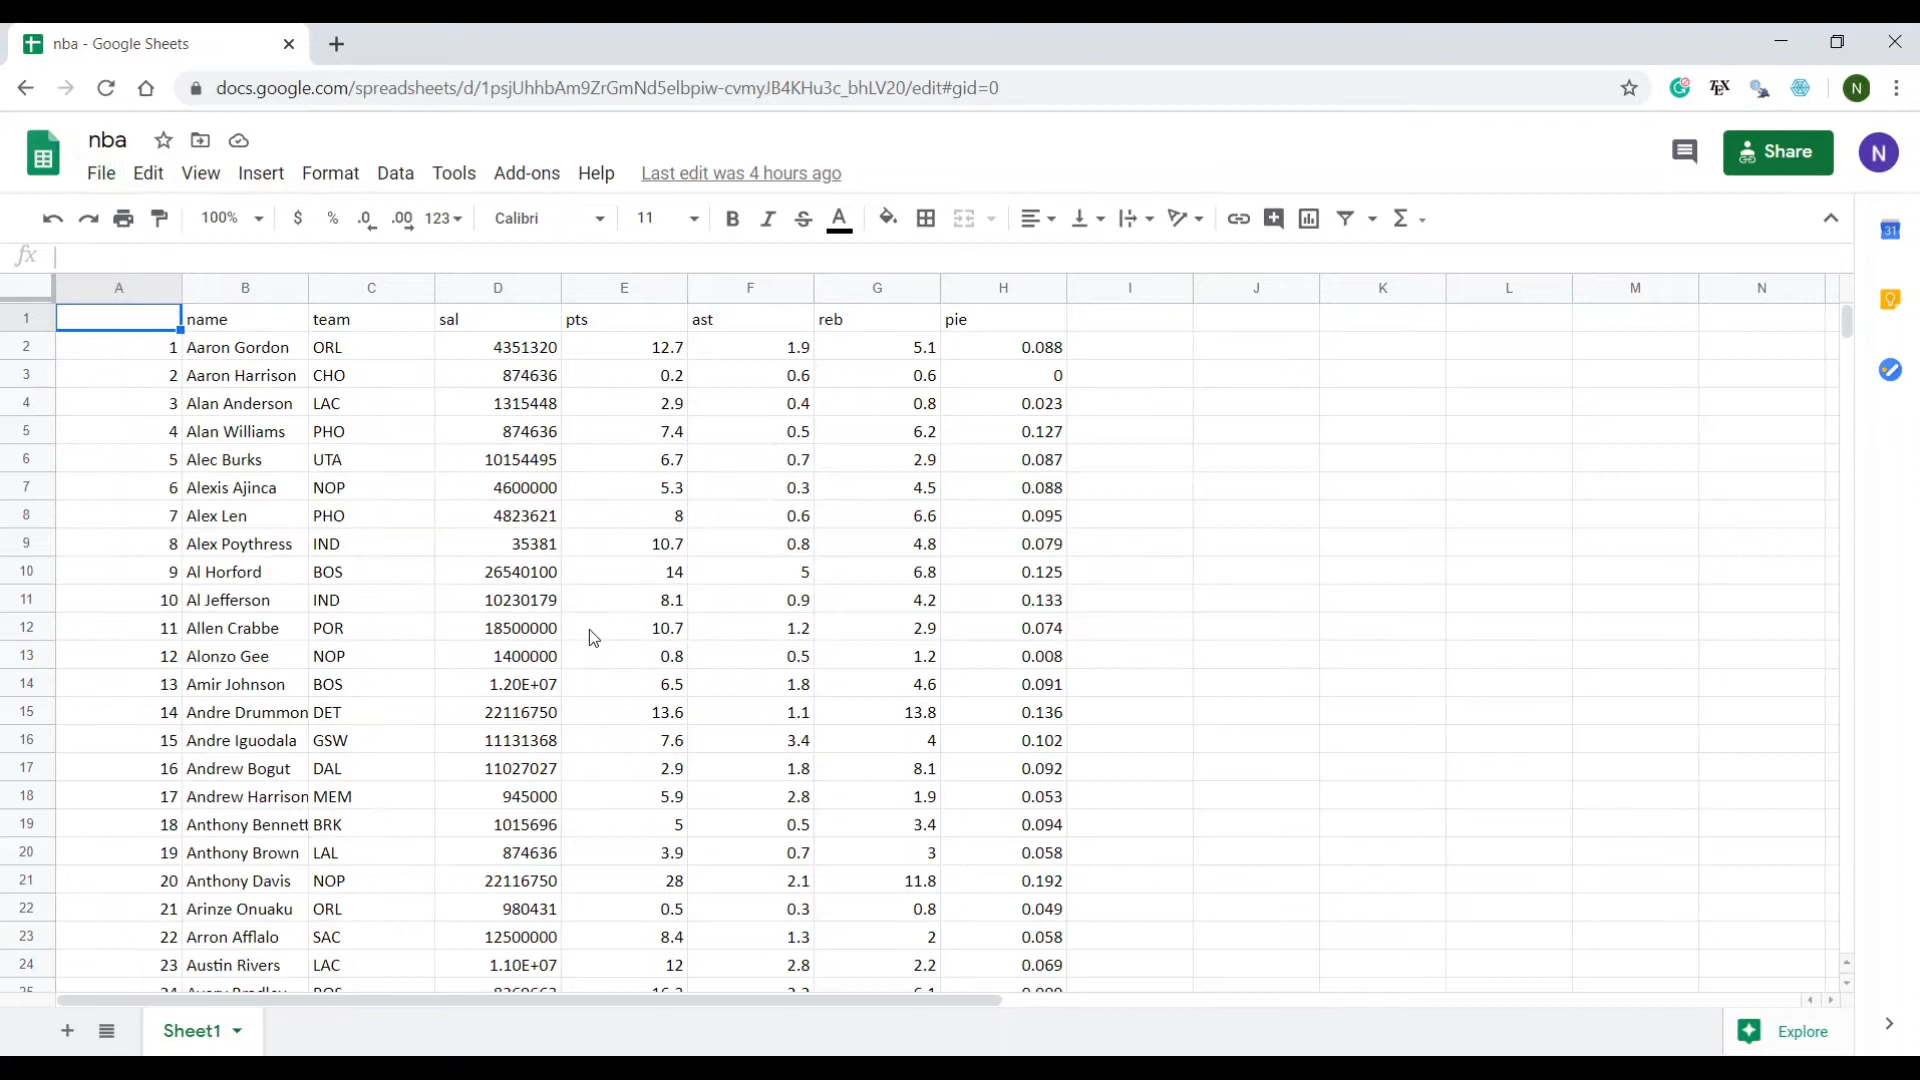 nba - Google Sheets
docs.google.com/spreadsheets/d/1psjUhhbAm9ZrGmNd5elbpiw-cvmyJB4KHu3c_bhLV20/edit#gid=0
TEX
N
nba
Share
N
File Edit View Insert Format Data Tools Add-ons Help Last edit was 4 hours ago
100% $ % .0 .00 123 Calibri 11 B I S A Σ
31
fx
A B C D E F G H I J K L M N
1 name team sal pts ast reb pie
2 1 Aaron Gordon ORL 4351320 12.7 1.9 5.1 0.088
3 2 Aaron Harrison CHO 874636 0.2 0.6 0.6 0
4 3 Alan Anderson LAC 1315448 2.9 0.4 0.8 0.023
5 4 Alan Williams PHO 874636 7.4 0.5 6.2 0.127
6 5 Alec Burks UTA 10154495 6.7 0.7 2.9 0.087
7 6 Alexis Ajinca NOP 4600000 5.3 0.3 4.5 0.088
8 7 Alex Len PHO 4823621 8 0.6 6.6 0.095
9 8 Alex Poythress IND 35381 10.7 0.8 4.8 0.079
10 9 Al Horford BOS 26540100 14 5 6.8 0.125
11 10 Al Jefferson IND 10230179 8.1 0.9 4.2 0.133
12 11 Allen Crabbe POR 18500000 10.7 1.2 2.9 0.074
13 12 Alonzo Gee NOP 1400000 0.8 0.5 1.2 0.008
14 13 Amir Johnson BOS 1.20E+07 6.5 1.8 4.6 0.091
15 14 Andre Drummon DET 22116750 13.6 1.1 13.8 0.136
16 15 Andre Iguodala GSW 11131368 7.6 3.4 4 0.102
17 16 Andrew Bogut DAL 11027027 2.9 1.8 8.1 0.092
18 17 Andrew Harrison MEM 945000 5.9 2.8 1.9 0.053
19 18 Anthony Bennett BRK 1015696 5 0.5 3.4 0.094
20 19 Anthony Brown LAL 874636 3.9 0.7 3 0.058
21 20 Anthony Davis NOP 22116750 28 2.1 11.8 0.192
22 21 Arinze Onuaku ORL 980431 0.5 0.3 0.8 0.049
23 22 Arron Afflalo SAC 12500000 8.4 1.3 2 0.058
24 23 Austin Rivers LAC 1.10E+07 12 2.8 2.2 0.069
Sheet1
Explore